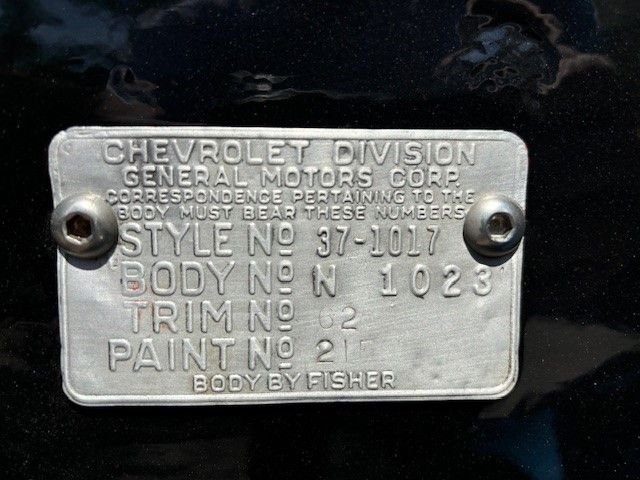 CHEVROLET DIVISION
GENERAL MOTORS CORP.
CORRESPONDENCE PERTAINING TO THE
BODY MUST BEAR THESE NUMBERS
STYLE NO 37-1017
BODY NO N 1023
TRIM NO 62
PAINT NO
BODY BY FISHER